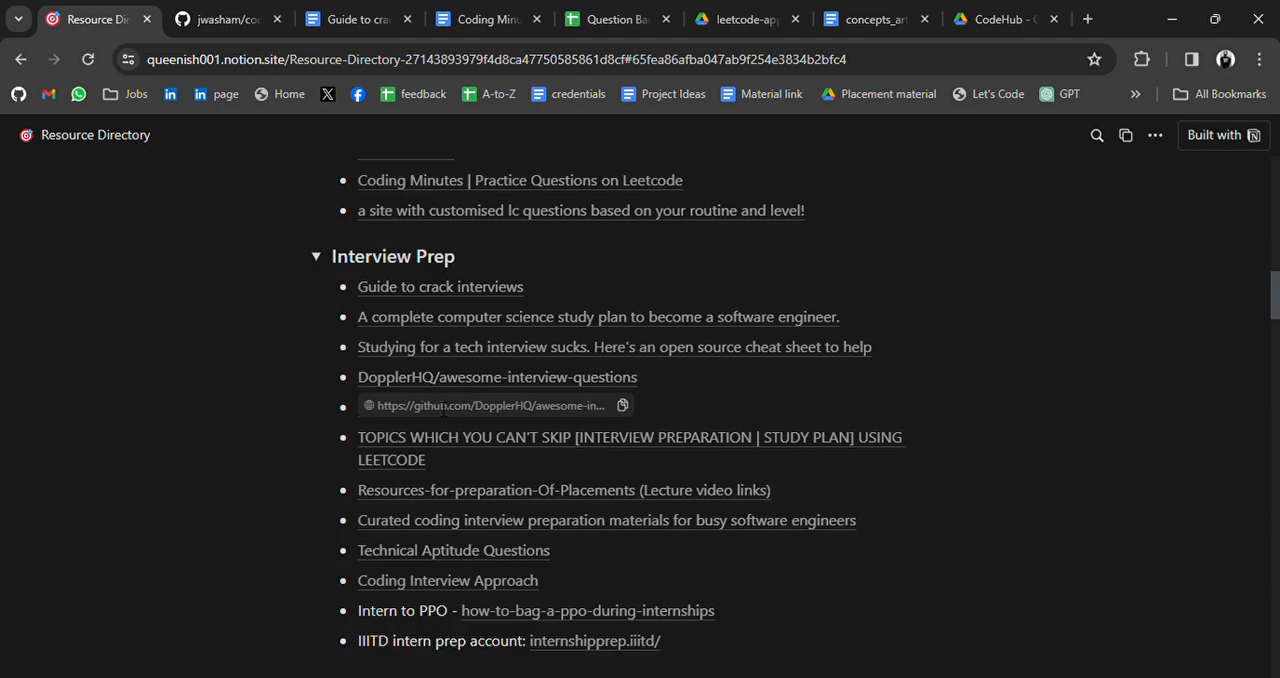 Resource Di
jwasham/co
Guide to cra
Coding Minu
Question Ba
leetcode-ap
concepts_ar
CodeHub - C
queenish001.notion.site/Resource-Directory-27143893979f4d8ca47750585861d8cf#65fea86afba047ab9f254e3834b2bfc4
Jobs
page
Home
feedback
A-to-Z
credentials
Project Ideas
Material link
Placement material
Let's Code
GPT
All Bookmarks
Resource Directory
Built with
Coding Minutes | Practice Questions on Leetcode
a site with customised lc questions based on your routine and level!
Interview Prep
Guide to crack interviews
A complete computer science study plan to become a software engineer.
Studying for a tech interview sucks. Here's an open source cheat sheet to help
DopplerHQ/awesome-interview-questions
https://github.com/DopplerHQ/awesome-in...
TOPICS WHICH YOU CAN'T SKIP [INTERVIEW PREPARATION | STUDY PLAN] USING
LEETCODE
Resources-for-preparation-Of-Placements (Lecture video links)
Curated coding interview preparation materials for busy software engineers
Technical Aptitude Questions
Coding Interview Approach
Intern to PPO - how-to-bag-a-ppo-during-internships
IIITD intern prep account: internshipprep.iiitd/